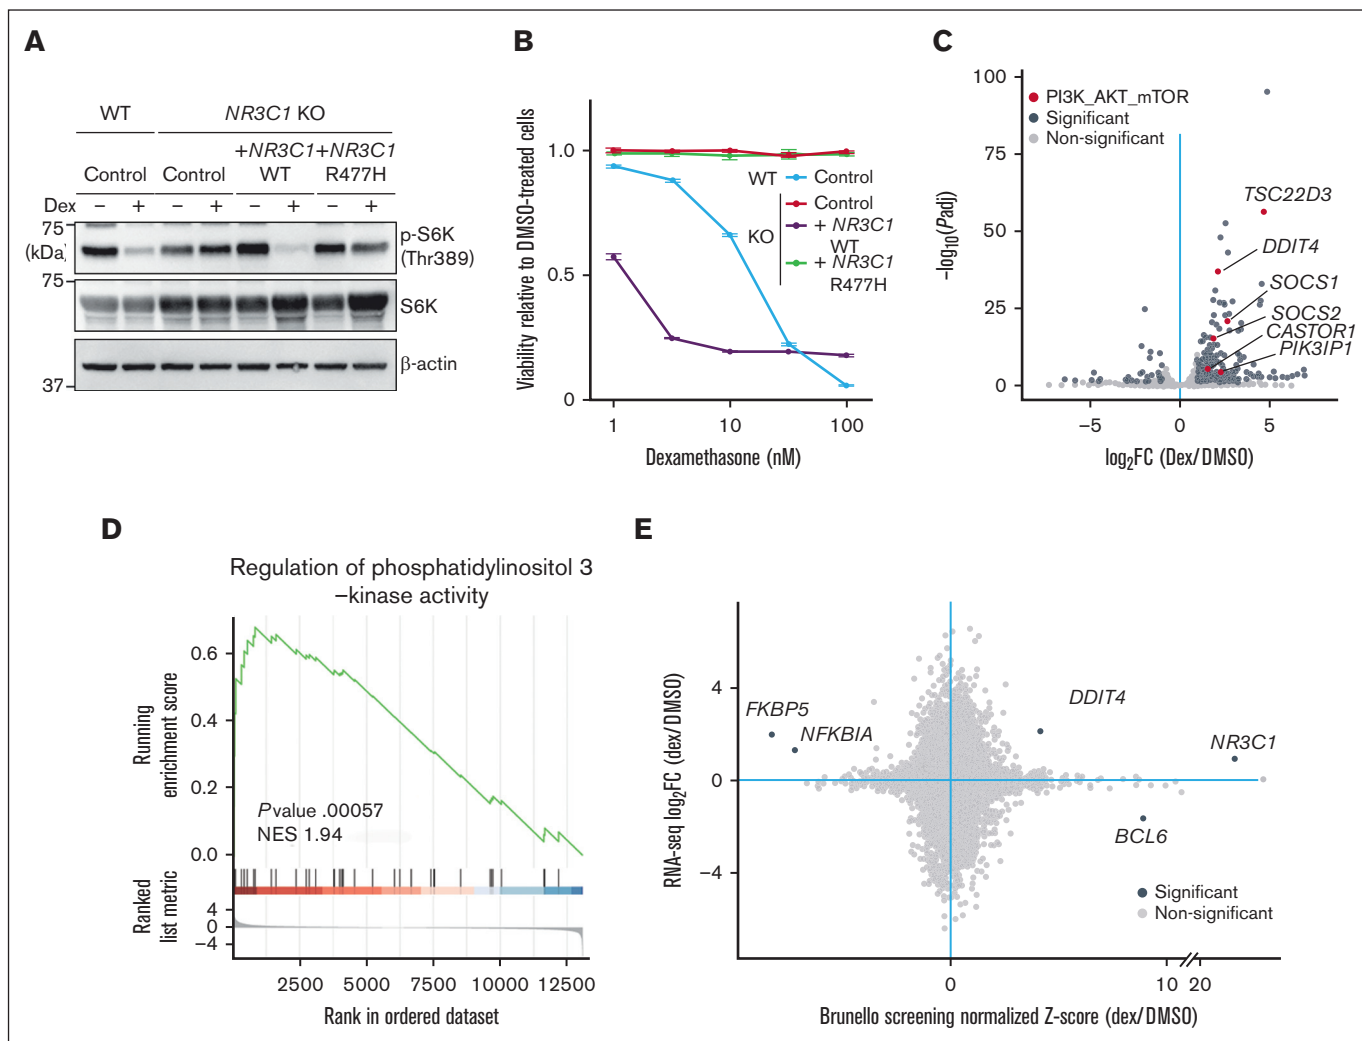 A
WT
NR3C1 KO
+NR3C1+NR3C1
Control Control WT R477H
Dex − + − + − + − +
75
(kDa)
p-S6K
(Thr389)
75
S6K
β-actin
37
B
Viability relative to DMSO-treated cells
1.0
0.5
0
1 10 100
Dexamethasone (nM)
WT Control
KO
Control
+ NR3C1
WT
+ NR3C1
R477H
C
−log10(Padj)
100
75
50
25
0
−5 0 5
log2FC (Dex/DMSO)
PI3K_AKT_mTOR
Significant
Non-significant
TSC22D3
DDIT4
SOCS1
SOCS2
CASTOR1
PIK3IP1
D
Regulation of phosphatidylinositol 3
−kinase activity
Running
enrichment score
0.6
0.4
0.2
0.0
Pvalue .00057
NES 1.94
Ranked
list metric
4
0
−4
2500 5000 7500 10000 12500
Rank in ordered dataset
E
RNA-seq log2FC (dex/DMSO)
4
0
−4
FKBP5
NFKBIA
DDIT4
NR3C1
BCL6
Significant
Non-significant
0 10 20
Brunello screening normalized Z-score (dex/DMSO)